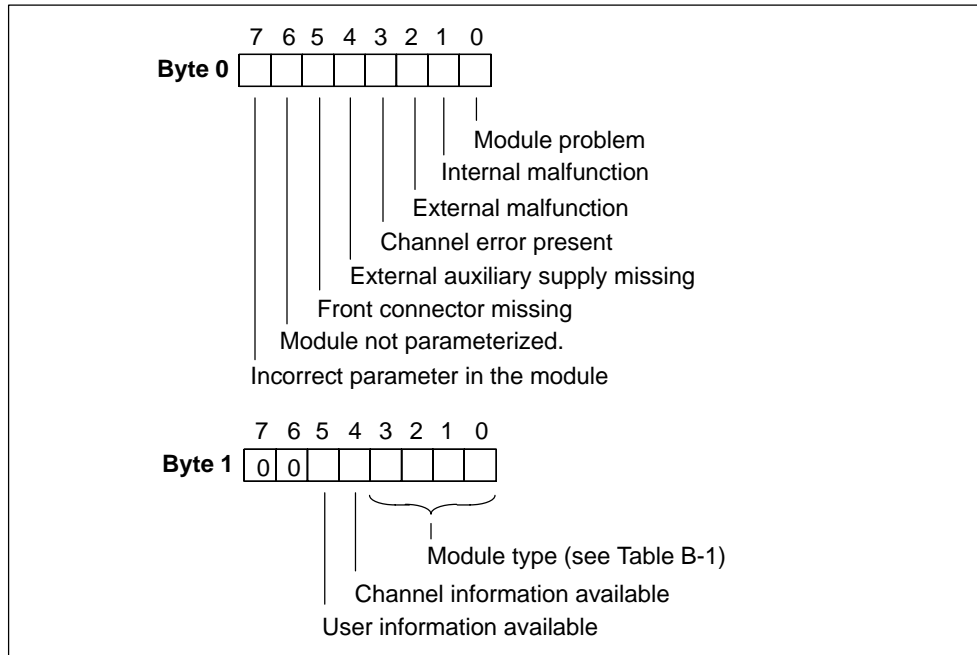 7 6 5 4 3 2 1 0
Byte 0
Module problem
Internal malfunction
External malfunction
Channel error present
External auxiliary supply missing
Front connector missing
Module not parameterized.
Incorrect parameter in the module
7 6 5 4 3 2 1 0
Byte 1 0 0
Module type (see Table B-1)
Channel information available
User information available